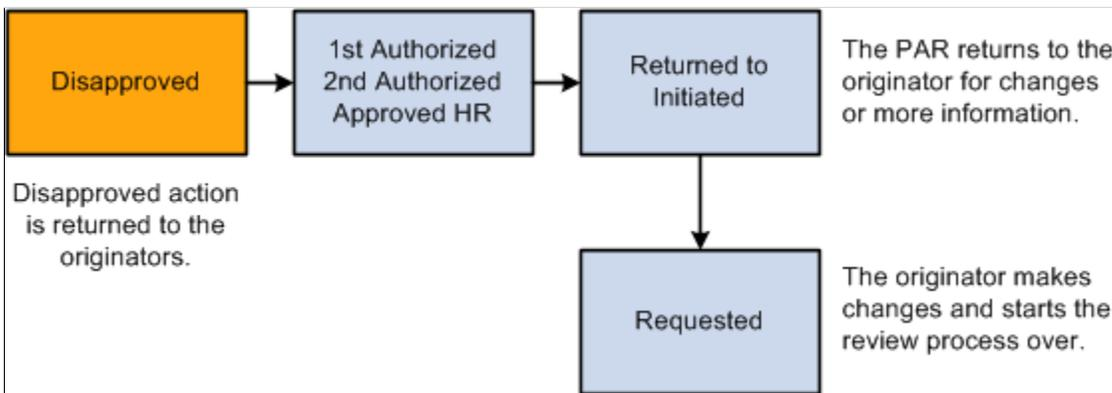 Disapproved
1st Authorized
2nd Authorized
Approved HR
Returned to
Initiated
The PAR returns to the
originator for changes
or more information.
Disapproved action
is returned to the
originators.
Requested
The originator makes
changes and starts the
review process over.